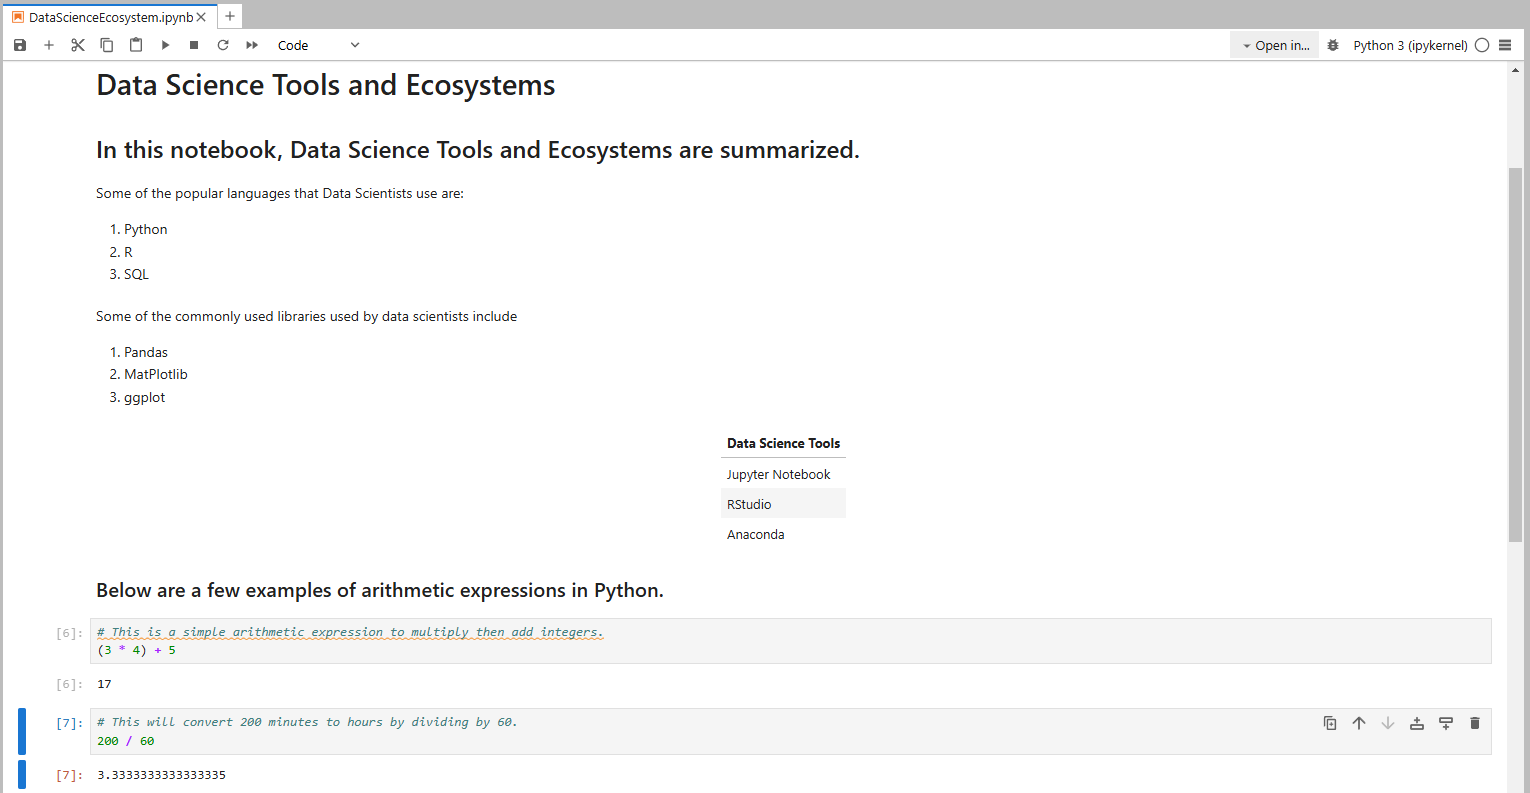 DataScienceEcosystem.ipynb
Code
Open in...
Python 3 (ipykernel)
Data Science Tools and Ecosystems
In this notebook, Data Science Tools and Ecosystems are summarized.
Some of the popular languages that Data Scientists use are:
1. Python
2. R
3. SQL
Some of the commonly used libraries used by data scientists include
1. Pandas
2. MatPlotlib
3. ggplot
Data Science Tools
Jupyter Notebook
RStudio
Anaconda
Below are a few examples of arithmetic expressions in Python.
[6]: # This is a simple arithmetic expression to multiply then add integers.
(3 * 4) + 5
[6]: 17
[7]: # This will convert 200 minutes to hours by dividing by 60.
200 / 60
[7]: 3.3333333333333335